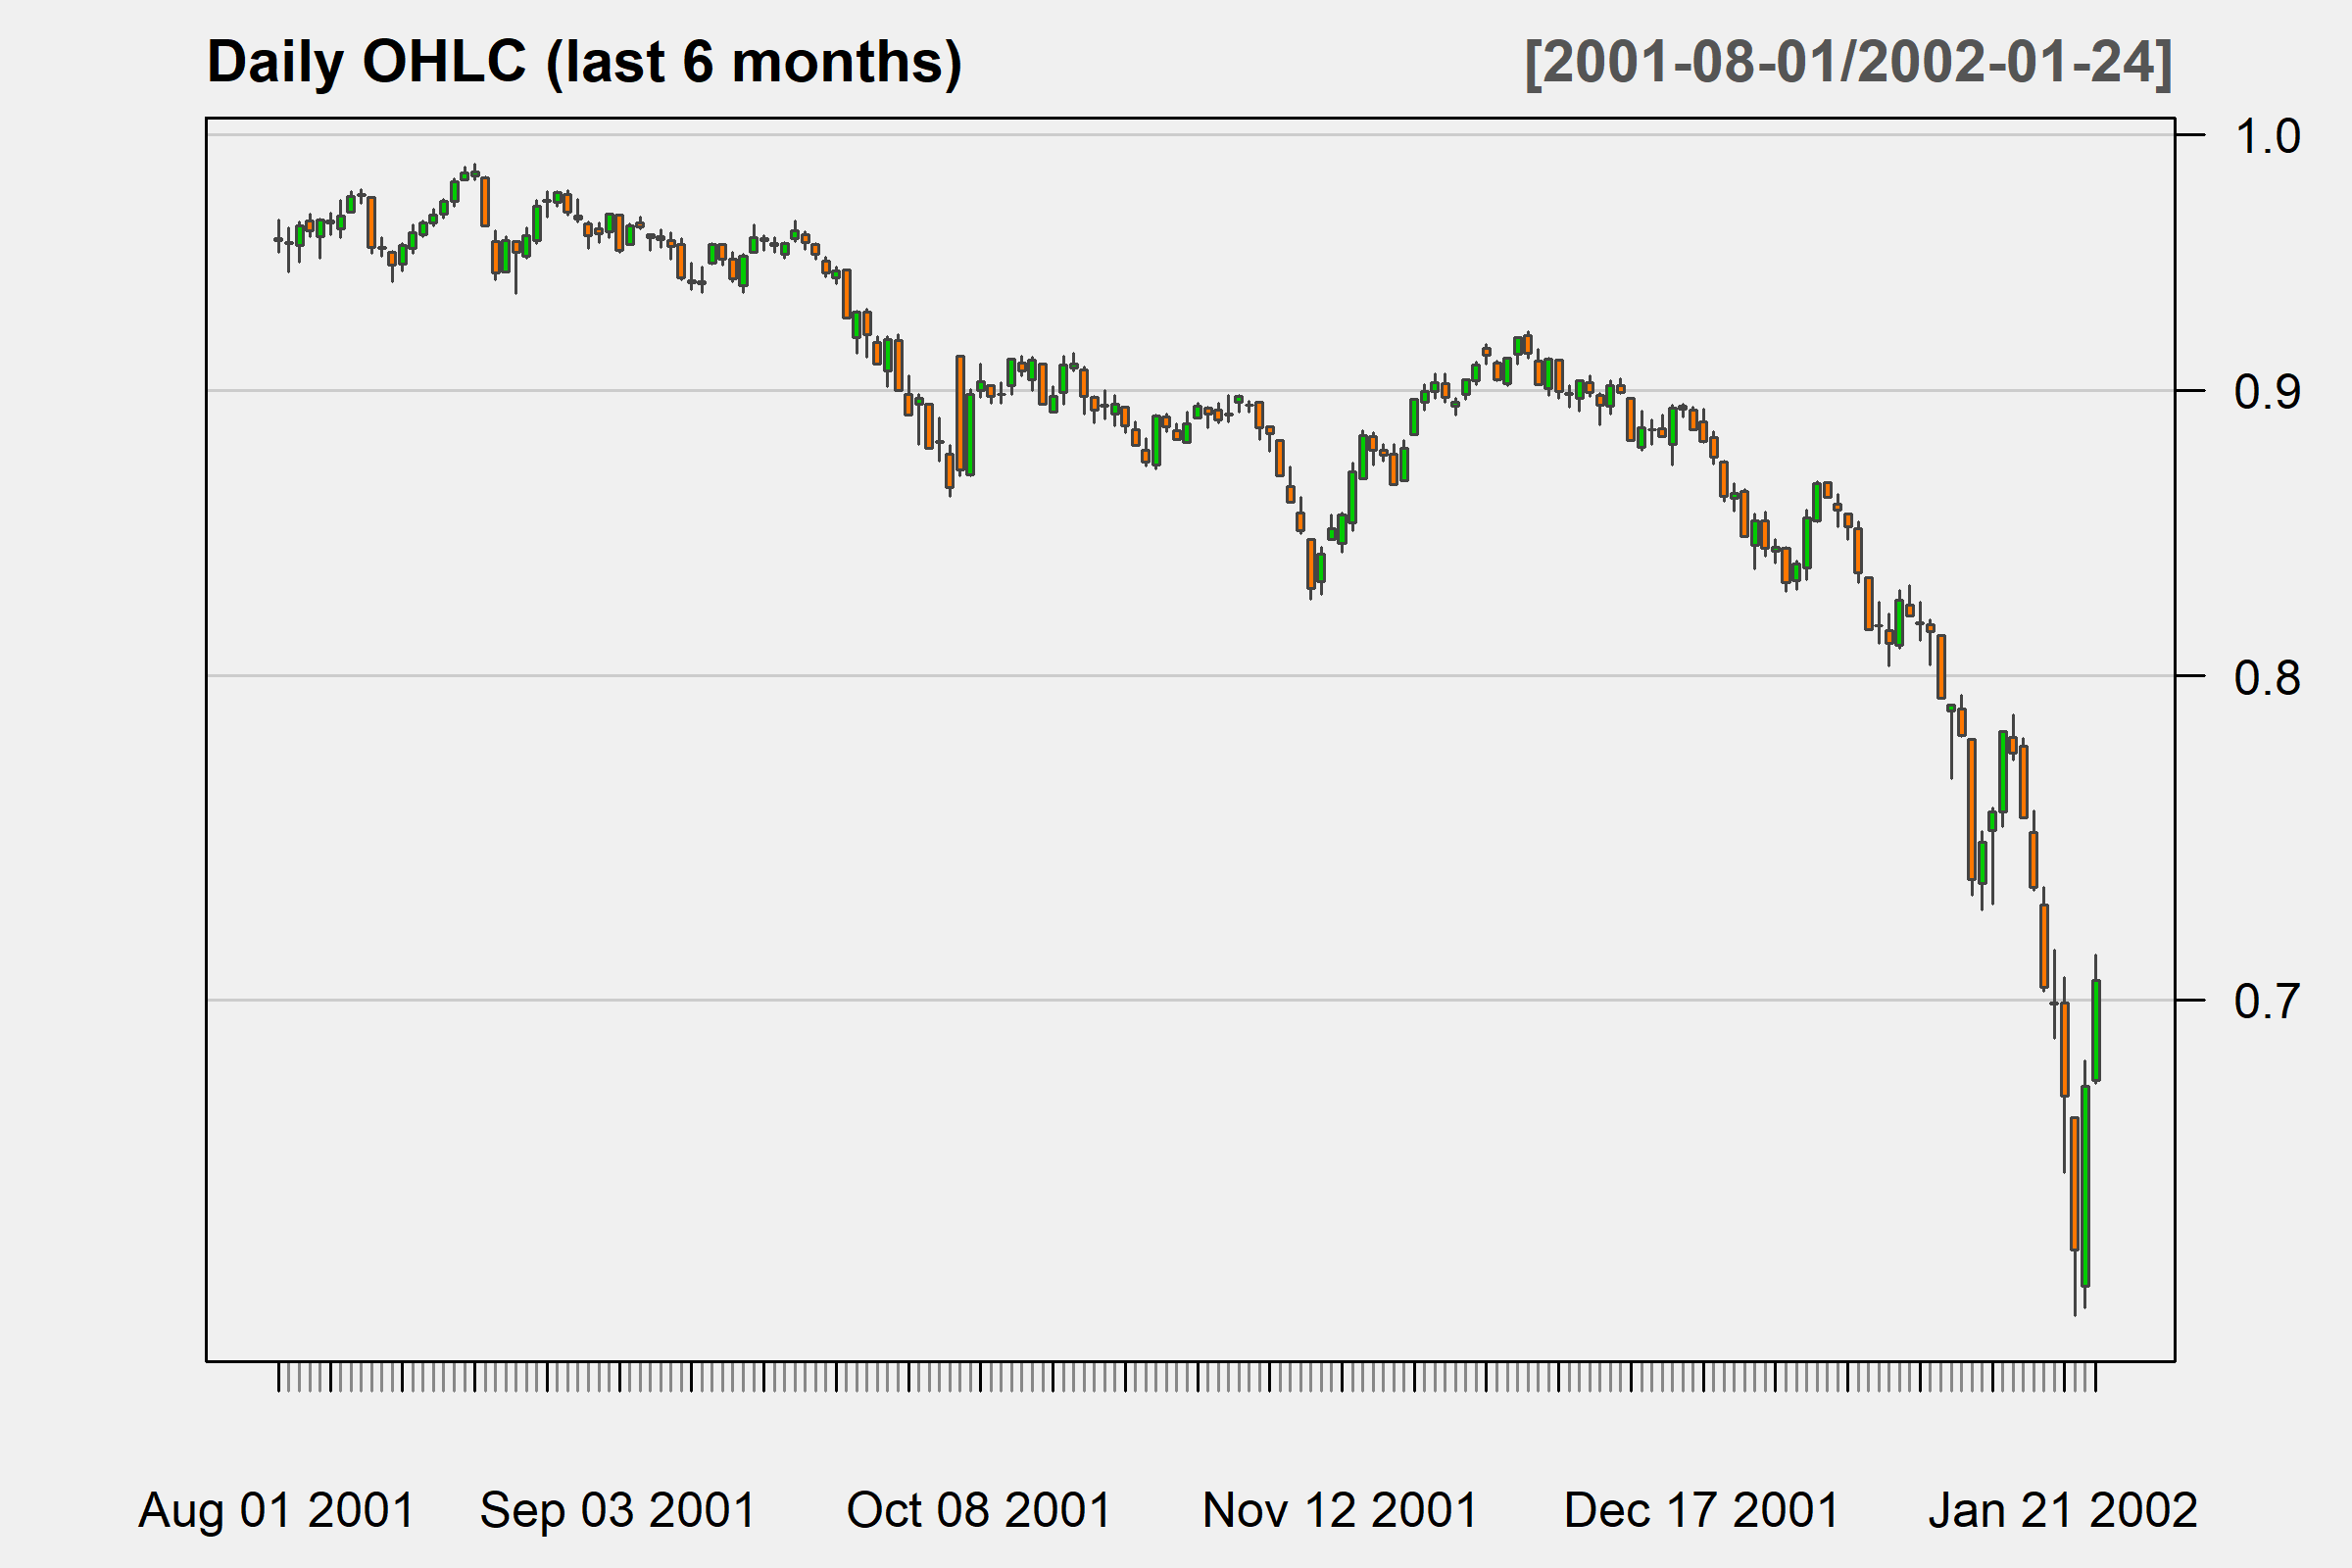 Daily OHLC (last 6 months) [2001-08-01/2002-01-24]
1.0
0.9
0.8
0.7
Aug 01 2001 Sep 03 2001 Oct 08 2001 Nov 12 2001 Dec 17 2001 Jan 21 2002